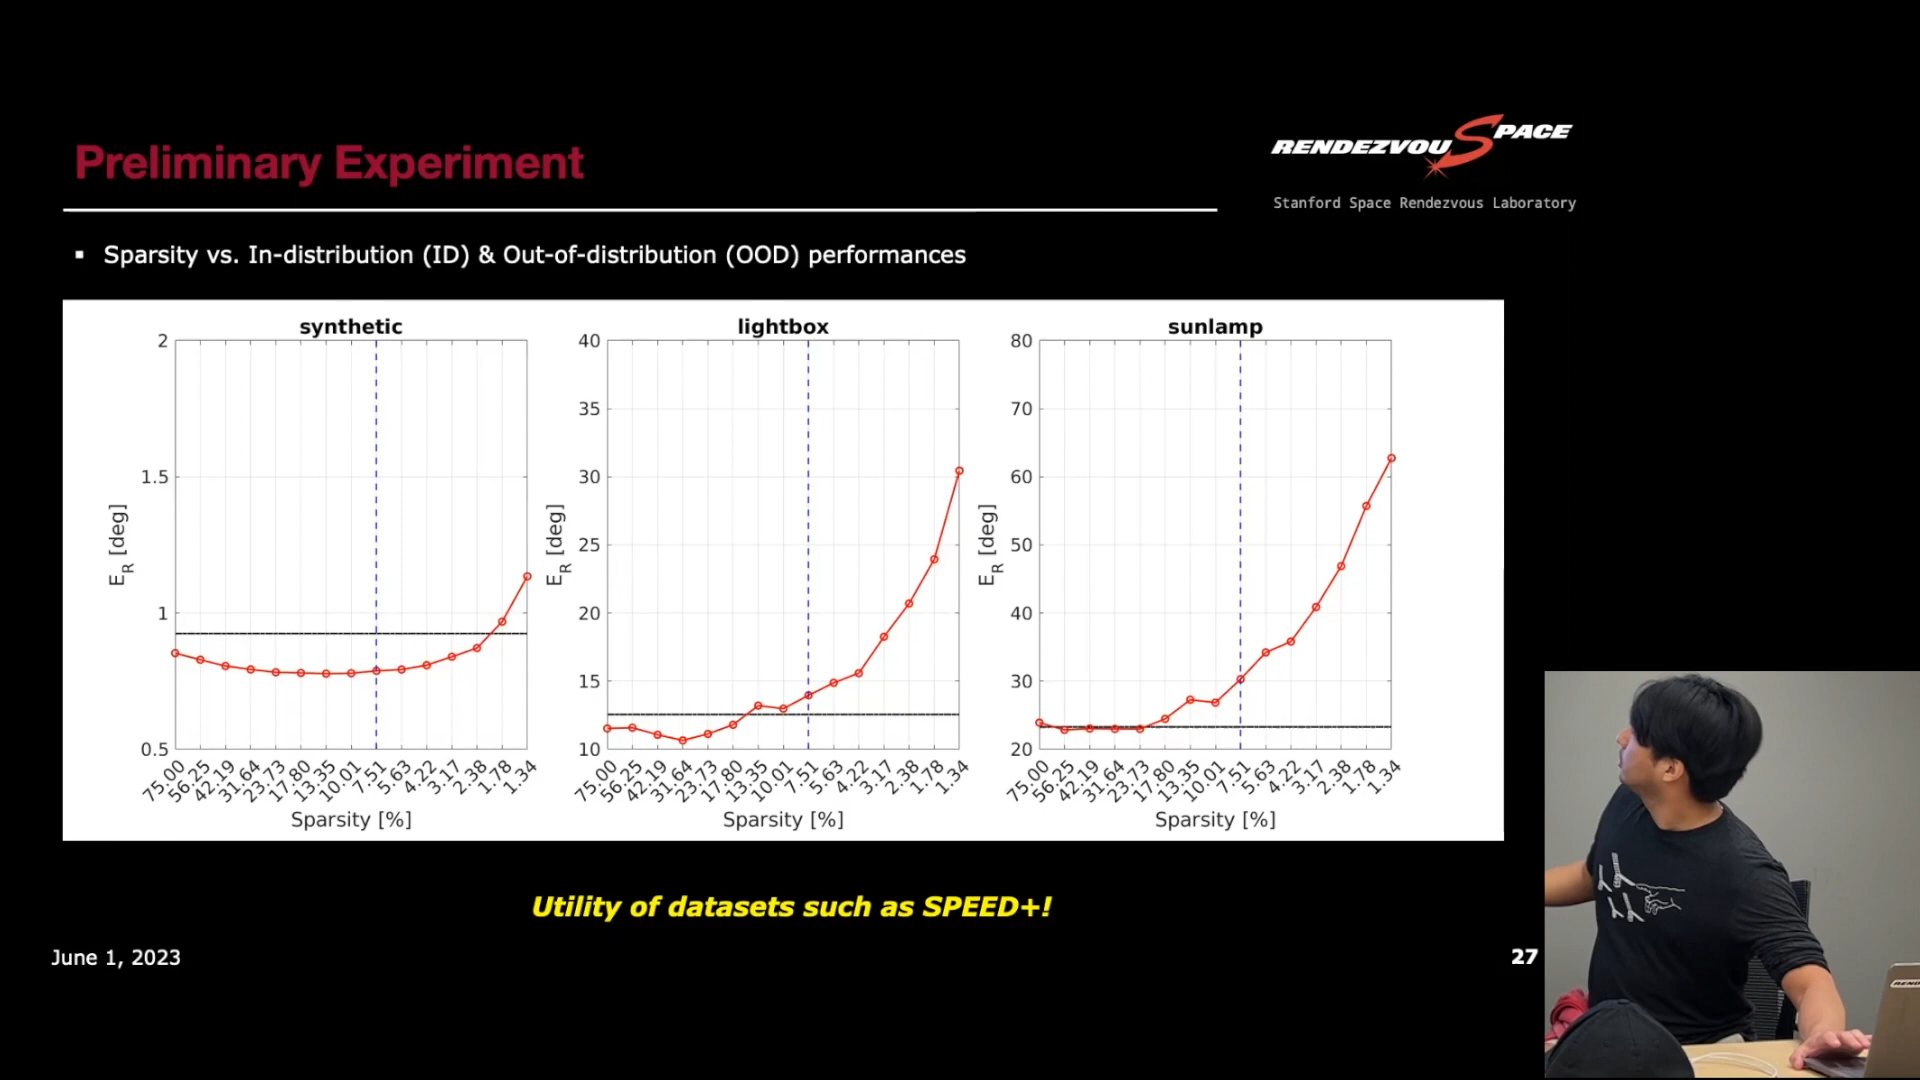 Preliminary Experiment
RENDEZVOUSPACE
Stanford Space Rendezvous Laboratory
▪ Sparsity vs. In-distribution (ID) & Out-of-distribution (OOD) performances
synthetic
2
1.5
1
0.5
E_R [deg]
75.00 56.25 42.19 31.64 23.73 17.80 13.35 10.01 7.51 5.63 4.22 3.17 2.38 1.78 1.34
Sparsity [%]
lightbox
40
35
30
25
20
15
10
E_R [deg]
75.00 56.25 42.19 31.64 23.73 17.80 13.35 10.01 7.51 5.63 4.22 3.17 2.38 1.78 1.34
Sparsity [%]
sunlamp
80
70
60
50
40
30
20
E_R [deg]
75.00 56.25 42.19 31.64 23.73 17.80 13.35 10.01 7.51 5.63 4.22 3.17 2.38 1.78 1.34
Sparsity [%]
Utility of datasets such as SPEED+!
June 1, 2023
27